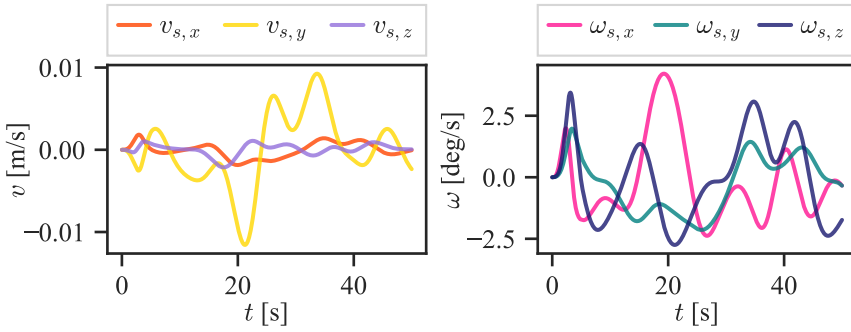 v_{s,x} v_{s,y} v_{s,z}
0.01
0.00
−0.01
v [m/s]
0 20 40
t [s]
ω_{s,x} ω_{s,y} ω_{s,z}
2.5
0.0
−2.5
ω [deg/s]
0 20 40
t [s]